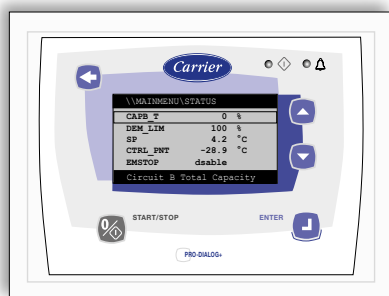 Carrier
\\MAINMENU\STATUS
CAPB_T 0 %
DEM_LIM 100 %
SP 4.2 °C
CTRL_PNT -28.9 °C
EMSTOP dsable
Circuit B Total Capacity
START/STOP
ENTER
PRO-DIALOG+